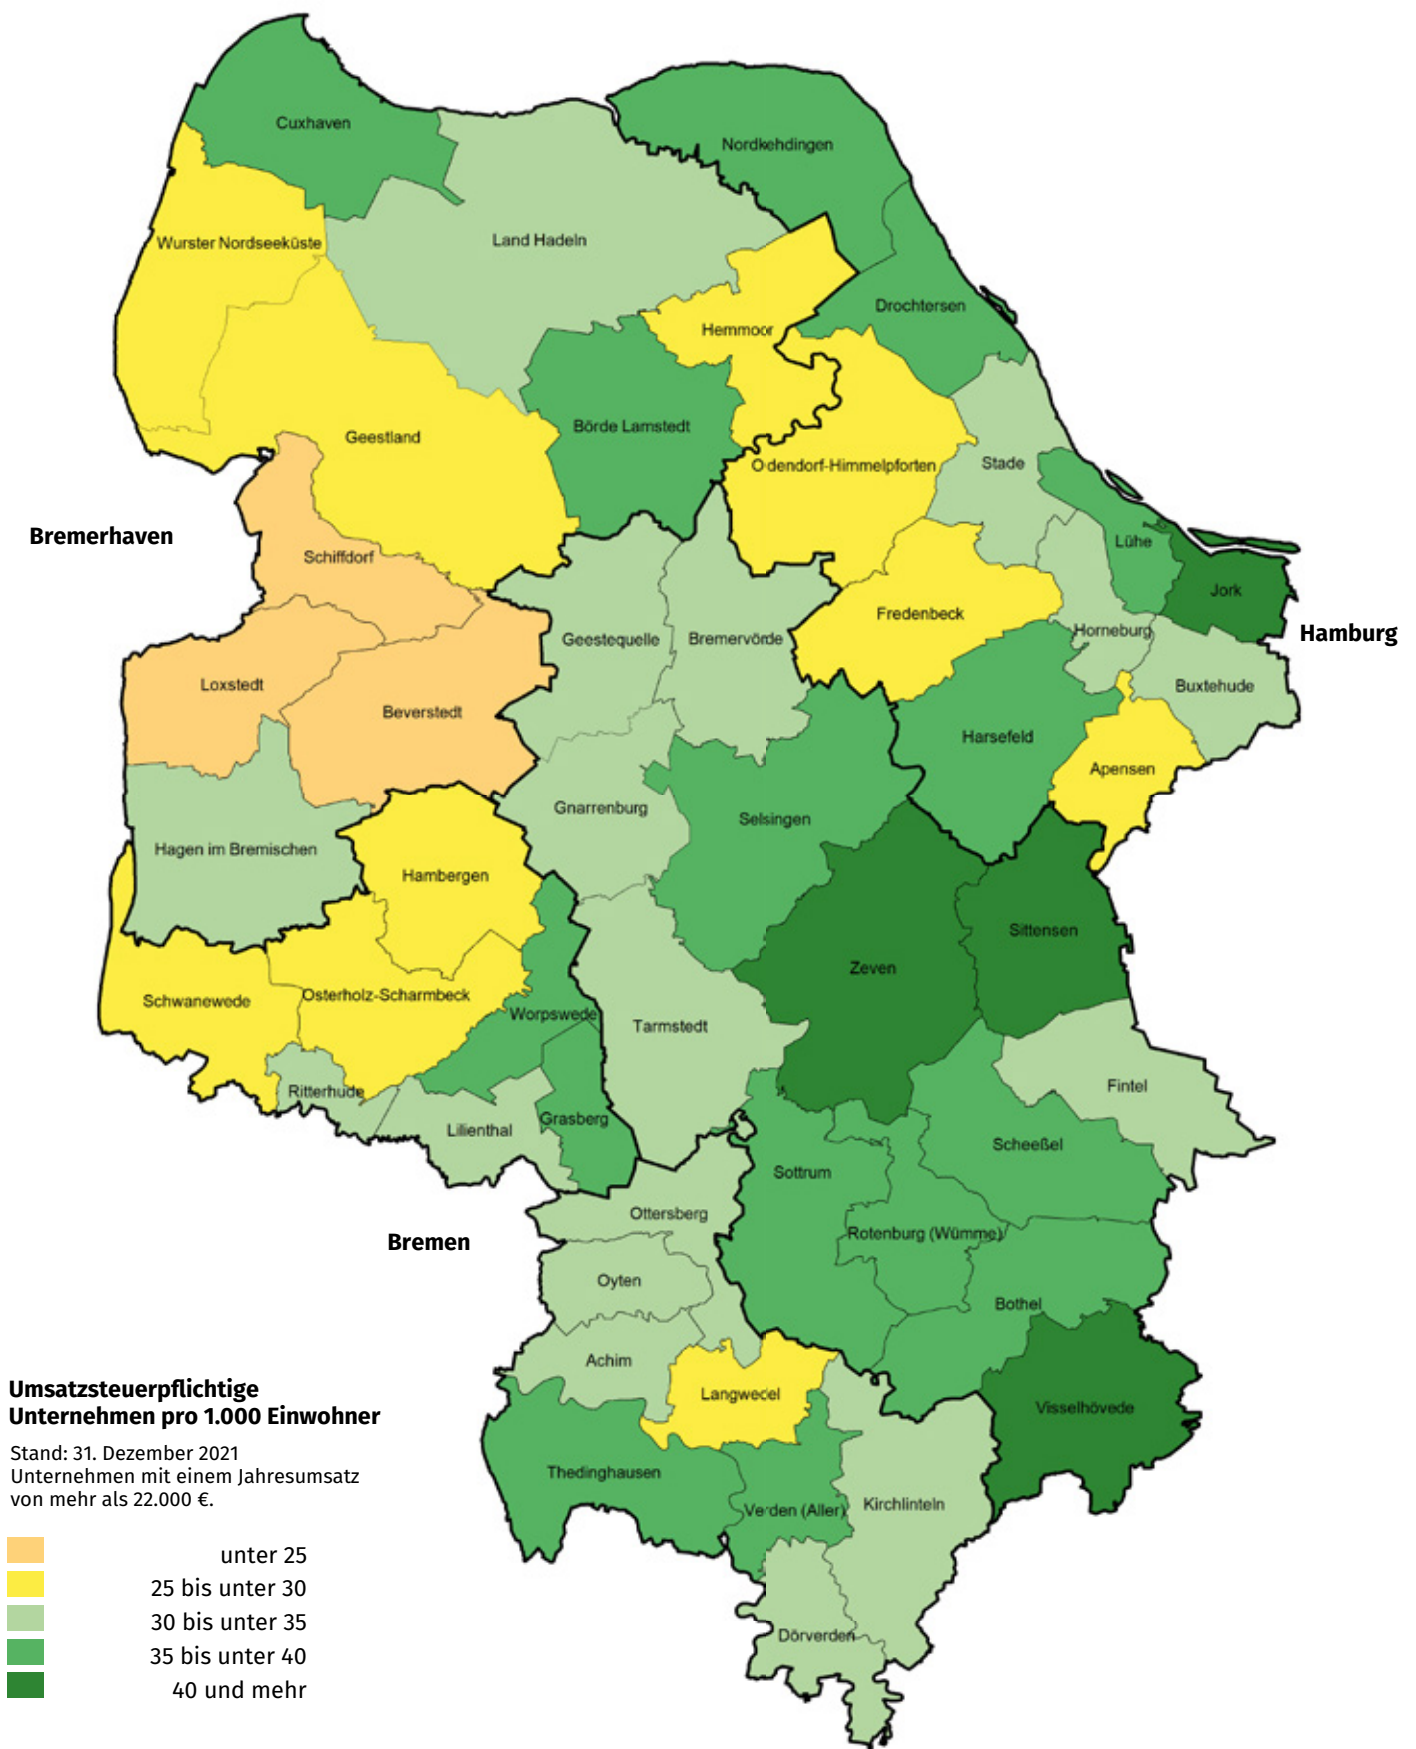 Cuxhaven
Nordkehdingen
Wurster Nordseeküste
Land Hadeln
Drochtersen
Hemmoor
Börde Lamstedt
Geestland
Oldendorf-Himmelpforten
Stade
Bremerhaven
Schiffdorf
Lühe
Jork
Fredenbeck
Geestequelle
Bremervörde
Horneburg
Hamburg
Loxstedt
Buxtehude
Beverstedt
Harsefeld
Apensen
Gnarrenburg
Selsingen
Hagen im Bremischen
Hambergen
Sittensen
Zeven
Schwanewede
Osterholz-Scharmbeck
Worpswede
Tarmstedt
Fintel
Ritterhude
Grasberg
Lilienthal
Scheeßel
Sottrum
Ottersberg
Rotenburg (Wümme)
Bremen
Oyten
Bothel
Achim
Langwedel
Visselhövede
Thedinghausen
Kirchlinteln
Verden (Aller)
Dörverden
Umsatzsteuerpflichtige
Unternehmen pro 1.000 Einwohner
Stand: 31. Dezember 2021
Unternehmen mit einem Jahresumsatz
von mehr als 22.000 €.
unter 25
25 bis unter 30
30 bis unter 35
35 bis unter 40
40 und mehr